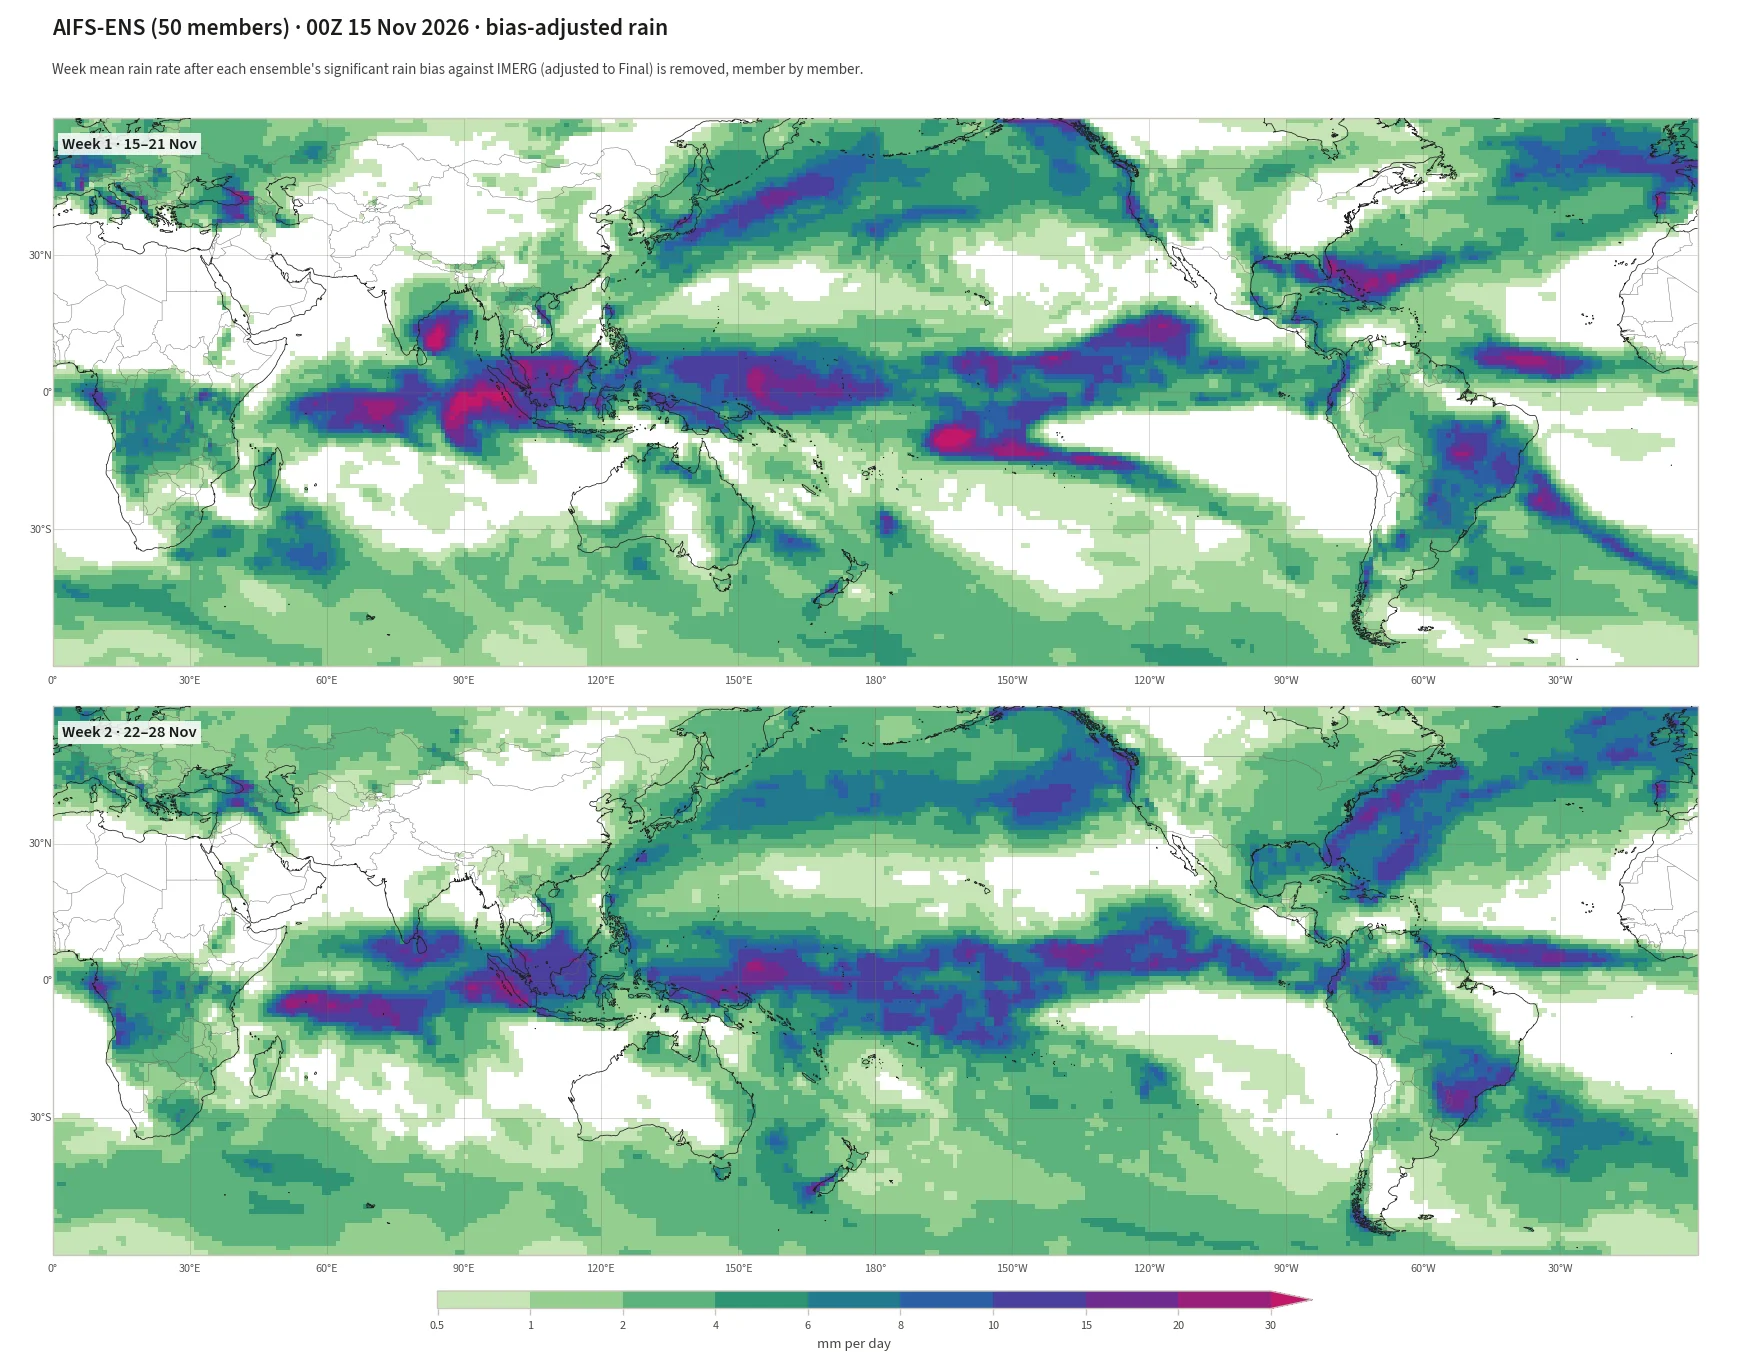 AIFS-ENS (50 members) · 00Z 15 Nov 2026 · bias-adjusted rain
Week mean rain rate after each ensemble's significant rain bias against IMERG (adjusted to Final) is removed, member by member.
Week 1 · 15–21 Nov
30°N
0°
30°S
0° 30°E 60°E 90°E 120°E 150°E 180° 150°W 120°W 90°W 60°W 30°W
Week 2 · 22–28 Nov
30°N
0°
30°S
0° 30°E 60°E 90°E 120°E 150°E 180° 150°W 120°W 90°W 60°W 30°W
0.5 1 2 4 6 8 10 15 20 30
mm per day